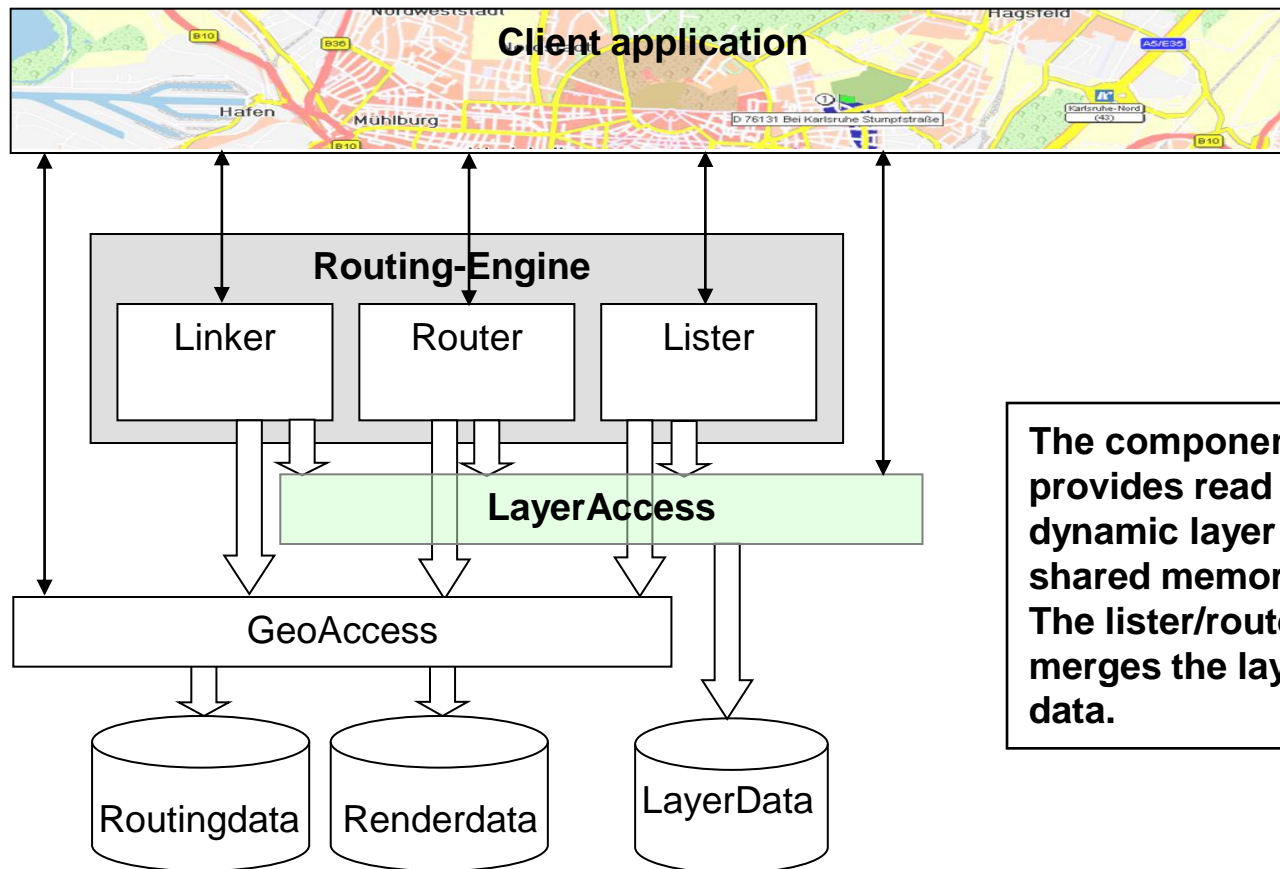 Nordweststadt
Hagsfeld
B10
B36
Client application
A5/E35
Hafen
Mühlburg
1
D 76131 Bei Karlsruhe Stumpfstraße
Karlsruhe-Nord
(43)
B10
B10
Routing-Engine
Linker
Router
Lister
LayerAccess
GeoAccess
Routingdata
Renderdata
LayerData
The componen
provides read
dynamic layer
shared memor
The lister/route
merges the lay
data.